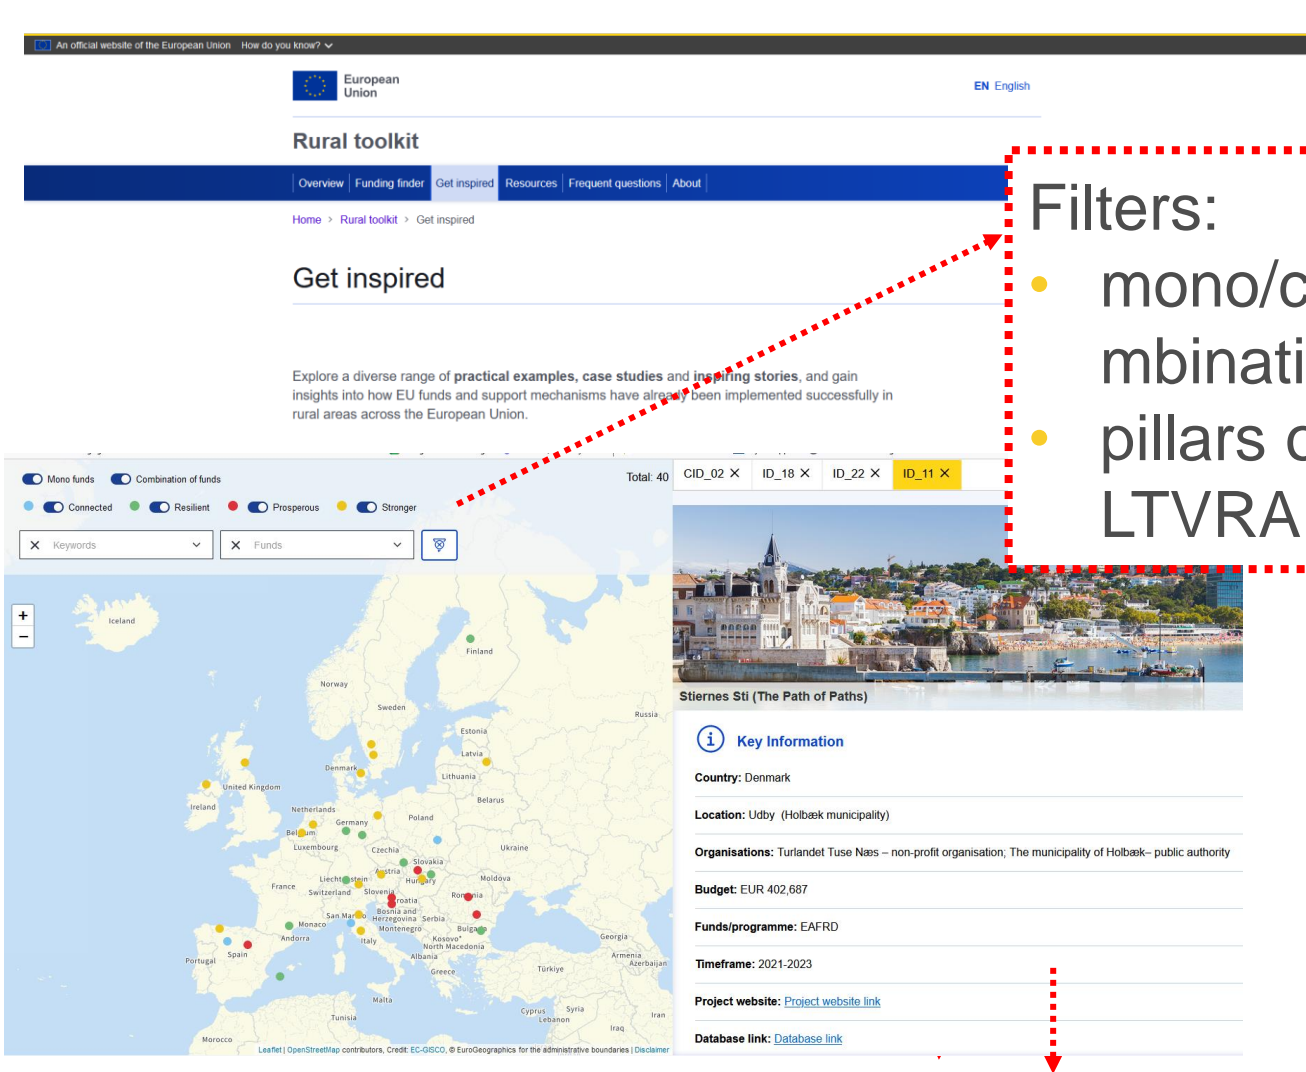 An official website of the European Union How do you know?
European
Union
EN English
Rural toolkit
Overview Funding finder Get inspired Resources Frequent questions About
Home > Rural toolkit > Get inspired
Filters:
• mono/c
mbinati
• pillars
LTVRA
Get inspired
Explore a diverse range of practical examples, case studies and inspiring stories, and gain
insights into how EU funds and support mechanisms have already been implemented successfully in
rural areas across the European Union.
Mono funds Combination of funds
Total: 40
Connected Resilient Prosperous Stronger
X Keywords X Funds
CID_02 X ID_18 X ID_22 X ID_11 X
+
−
Iceland
Finland
Norway
Sweden
Russia
Estonia
Latvia
Denmark
Lithuania
United Kingdom
Ireland
Belarus
Netherlands
Germany
Poland
Belgium
Luxembourg
Czechia
Ukraine
Slovakia
Austria
Liechtenstein
Hungary
Moldova
France
Switzerland
Slovenia
Romania
Croatia
San Marino
Bosnia and
Herzegovina
Serbia
Monaco
Montenegro
Bulgaria
Andorra
Italy
Kosovo*
North Macedonia
Georgia
Spain
Portugal
Albania
Armenia
Azerbaijan
Greece
Türkiye
Malta
Tunisia
Cyprus
Syria
Lebanon
Iran
Iraq
Morocco
Leaflet | OpenStreetMap contributors, Credit: EC-GISCO, © EuroGeographics for the administrative boundaries | Disclaimer
Stiernes Sti (The Path of Paths)
Key Information
Country: Denmark
Location: Udby (Holbæk municipality)
Organisations: Turlandet Tuse Næs – non-profit organisation; The municipality of Holbæk– public authority
Budget: EUR 402,687
Funds/programme: EAFRD
Timeframe: 2021-2023
Project website: Project website link
Database link: Database link